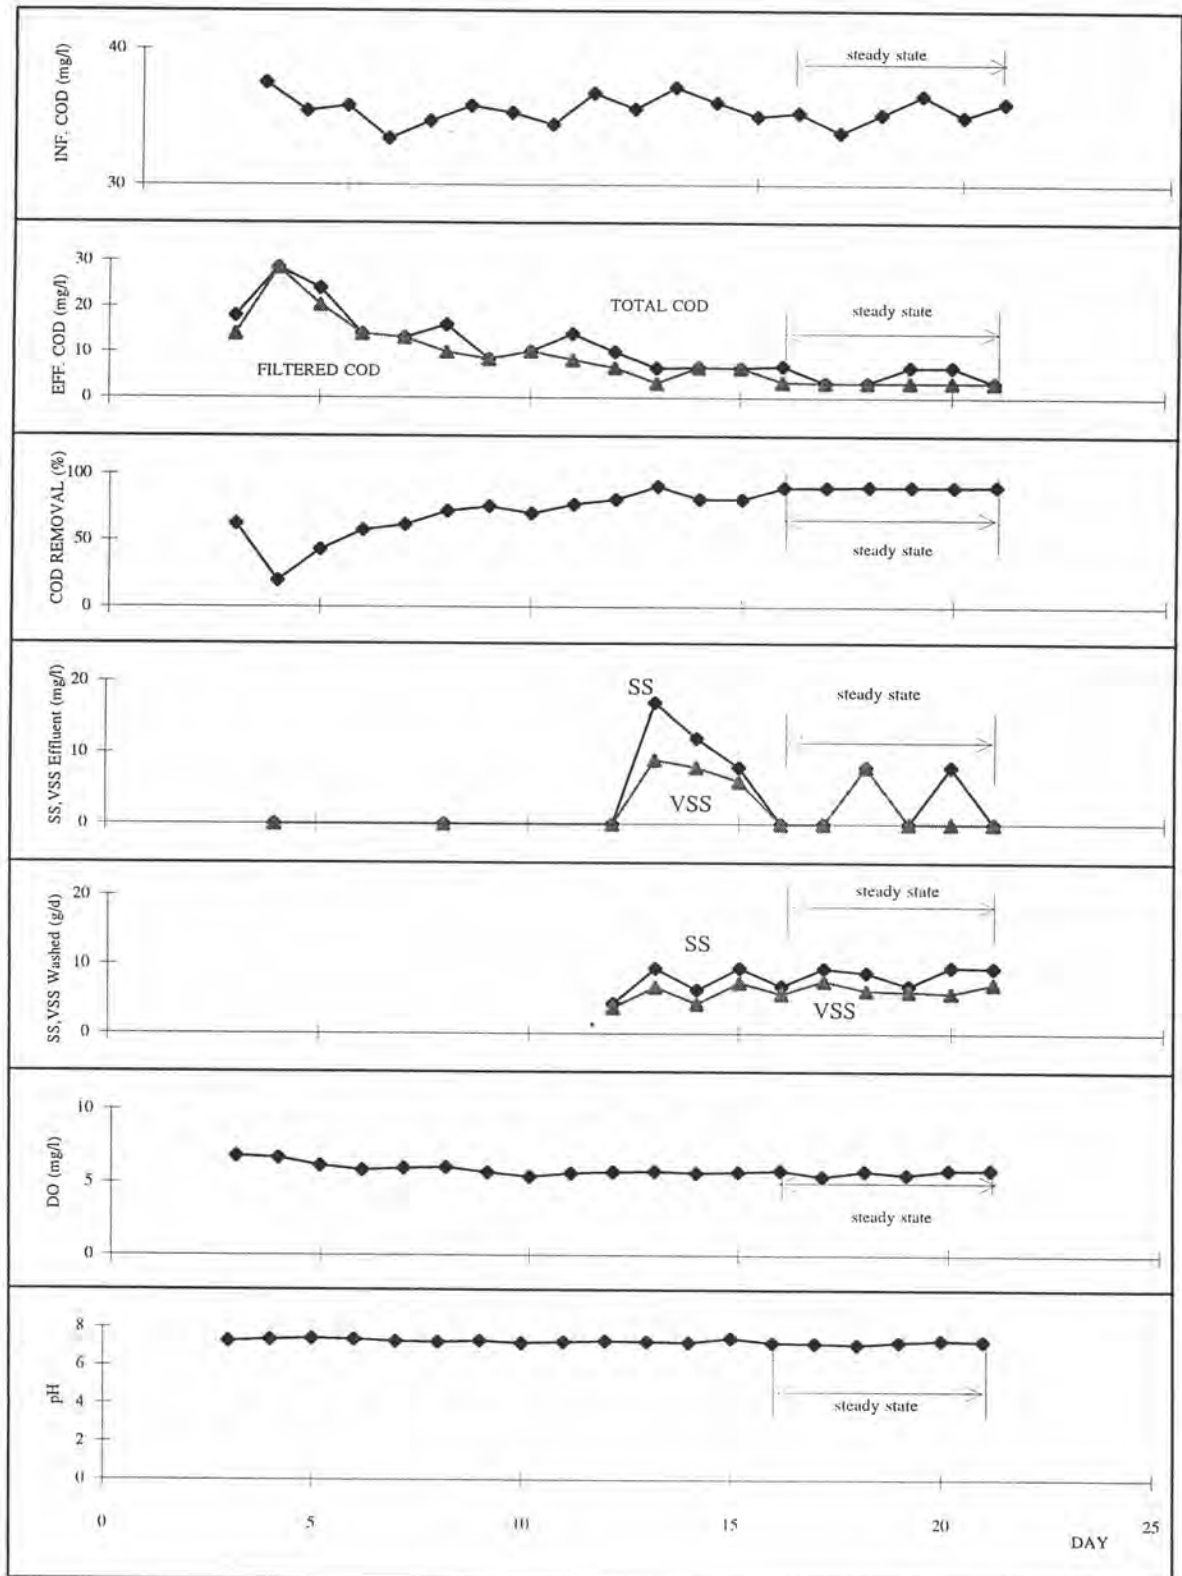 INF. COD (mg/l)
40
30
steady state
EFF. COD (mg/l)
30
20
10
0
TOTAL COD
FILTERED COD
steady state
COD REMOVAL (%)
100
50
0
steady state
SS,VSS Effluent (mg/l)
20
10
0
SS
VSS
steady state
SS,VSS Washed (g/d)
20
10
0
SS
VSS
steady state
DO (mg/l)
10
5
0
steady state
pH
8
6
4
2
0
steady state
0 5 10 15 20 25
DAY